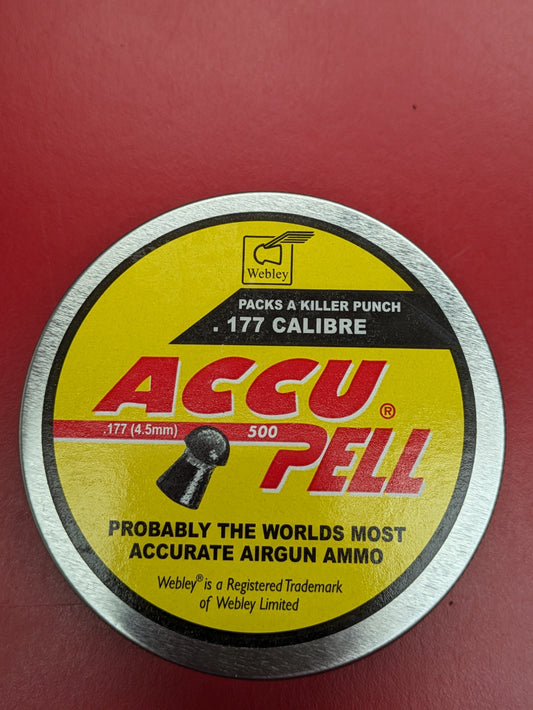 Webley
PACKS A KILLER PUNCH
. 177 CALIBRE
ACCU ®
.177 (4.5mm) 500
PELL
PROBABLY THE WORLDS MOST
ACCURATE AIRGUN AMMO
Webley® is a Registered Trademark
of Webley Limited